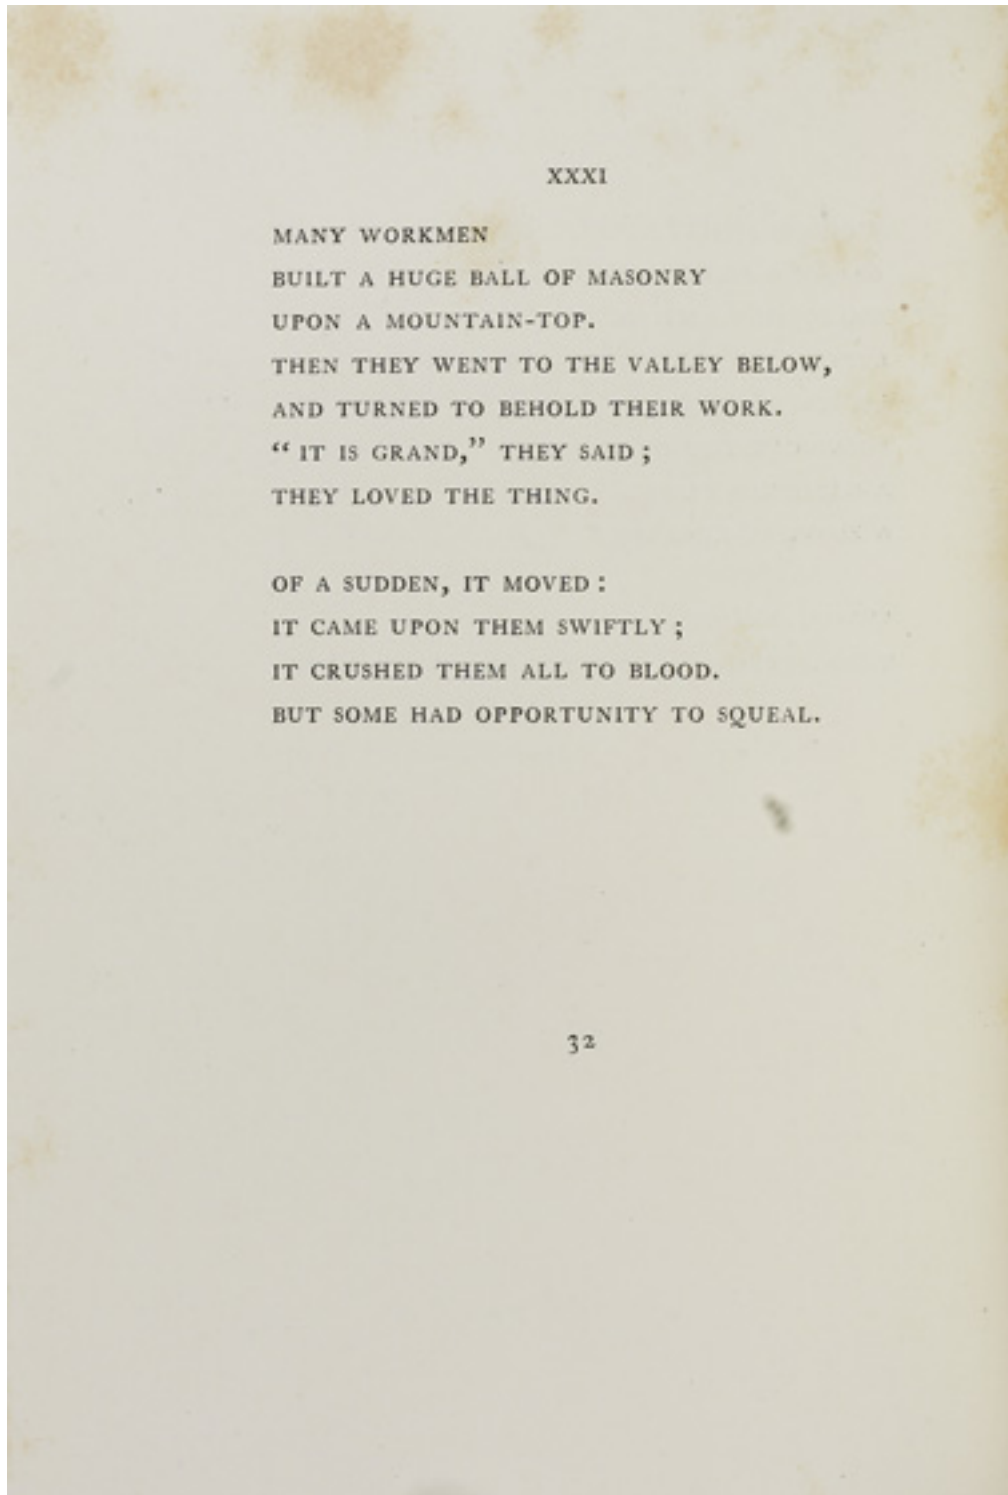 XXXI
MANY WORKMEN
BUILT A HUGE BALL OF MASONRY
UPON A MOUNTAIN-TOP.
THEN THEY WENT TO THE VALLEY BELOW,
AND TURNED TO BEHOLD THEIR WORK.
“ IT IS GRAND,” THEY SAID ;
THEY LOVED THE THING.

OF A SUDDEN, IT MOVED :
IT CAME UPON THEM SWIFTLY ;
IT CRUSHED THEM ALL TO BLOOD.
BUT SOME HAD OPPORTUNITY TO SQUEAL.

32